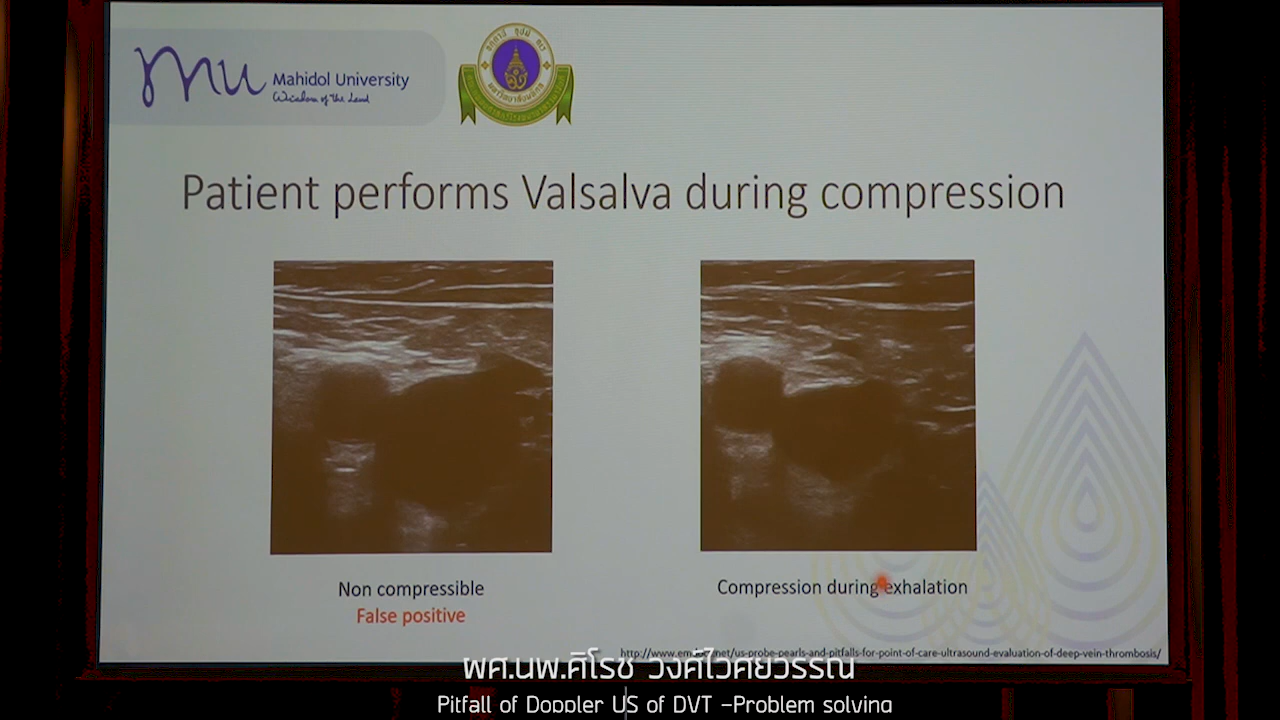 mu
Mahidol University
Wisdom of the Land
Patient performs Valsalva during compression
Non compressible
False positive
Compression during exhalation
ผศ.นพ.ศิโรช วงศ์ไวศยวรรณ
Pitfall of Doppler US of DVT -Problem solving